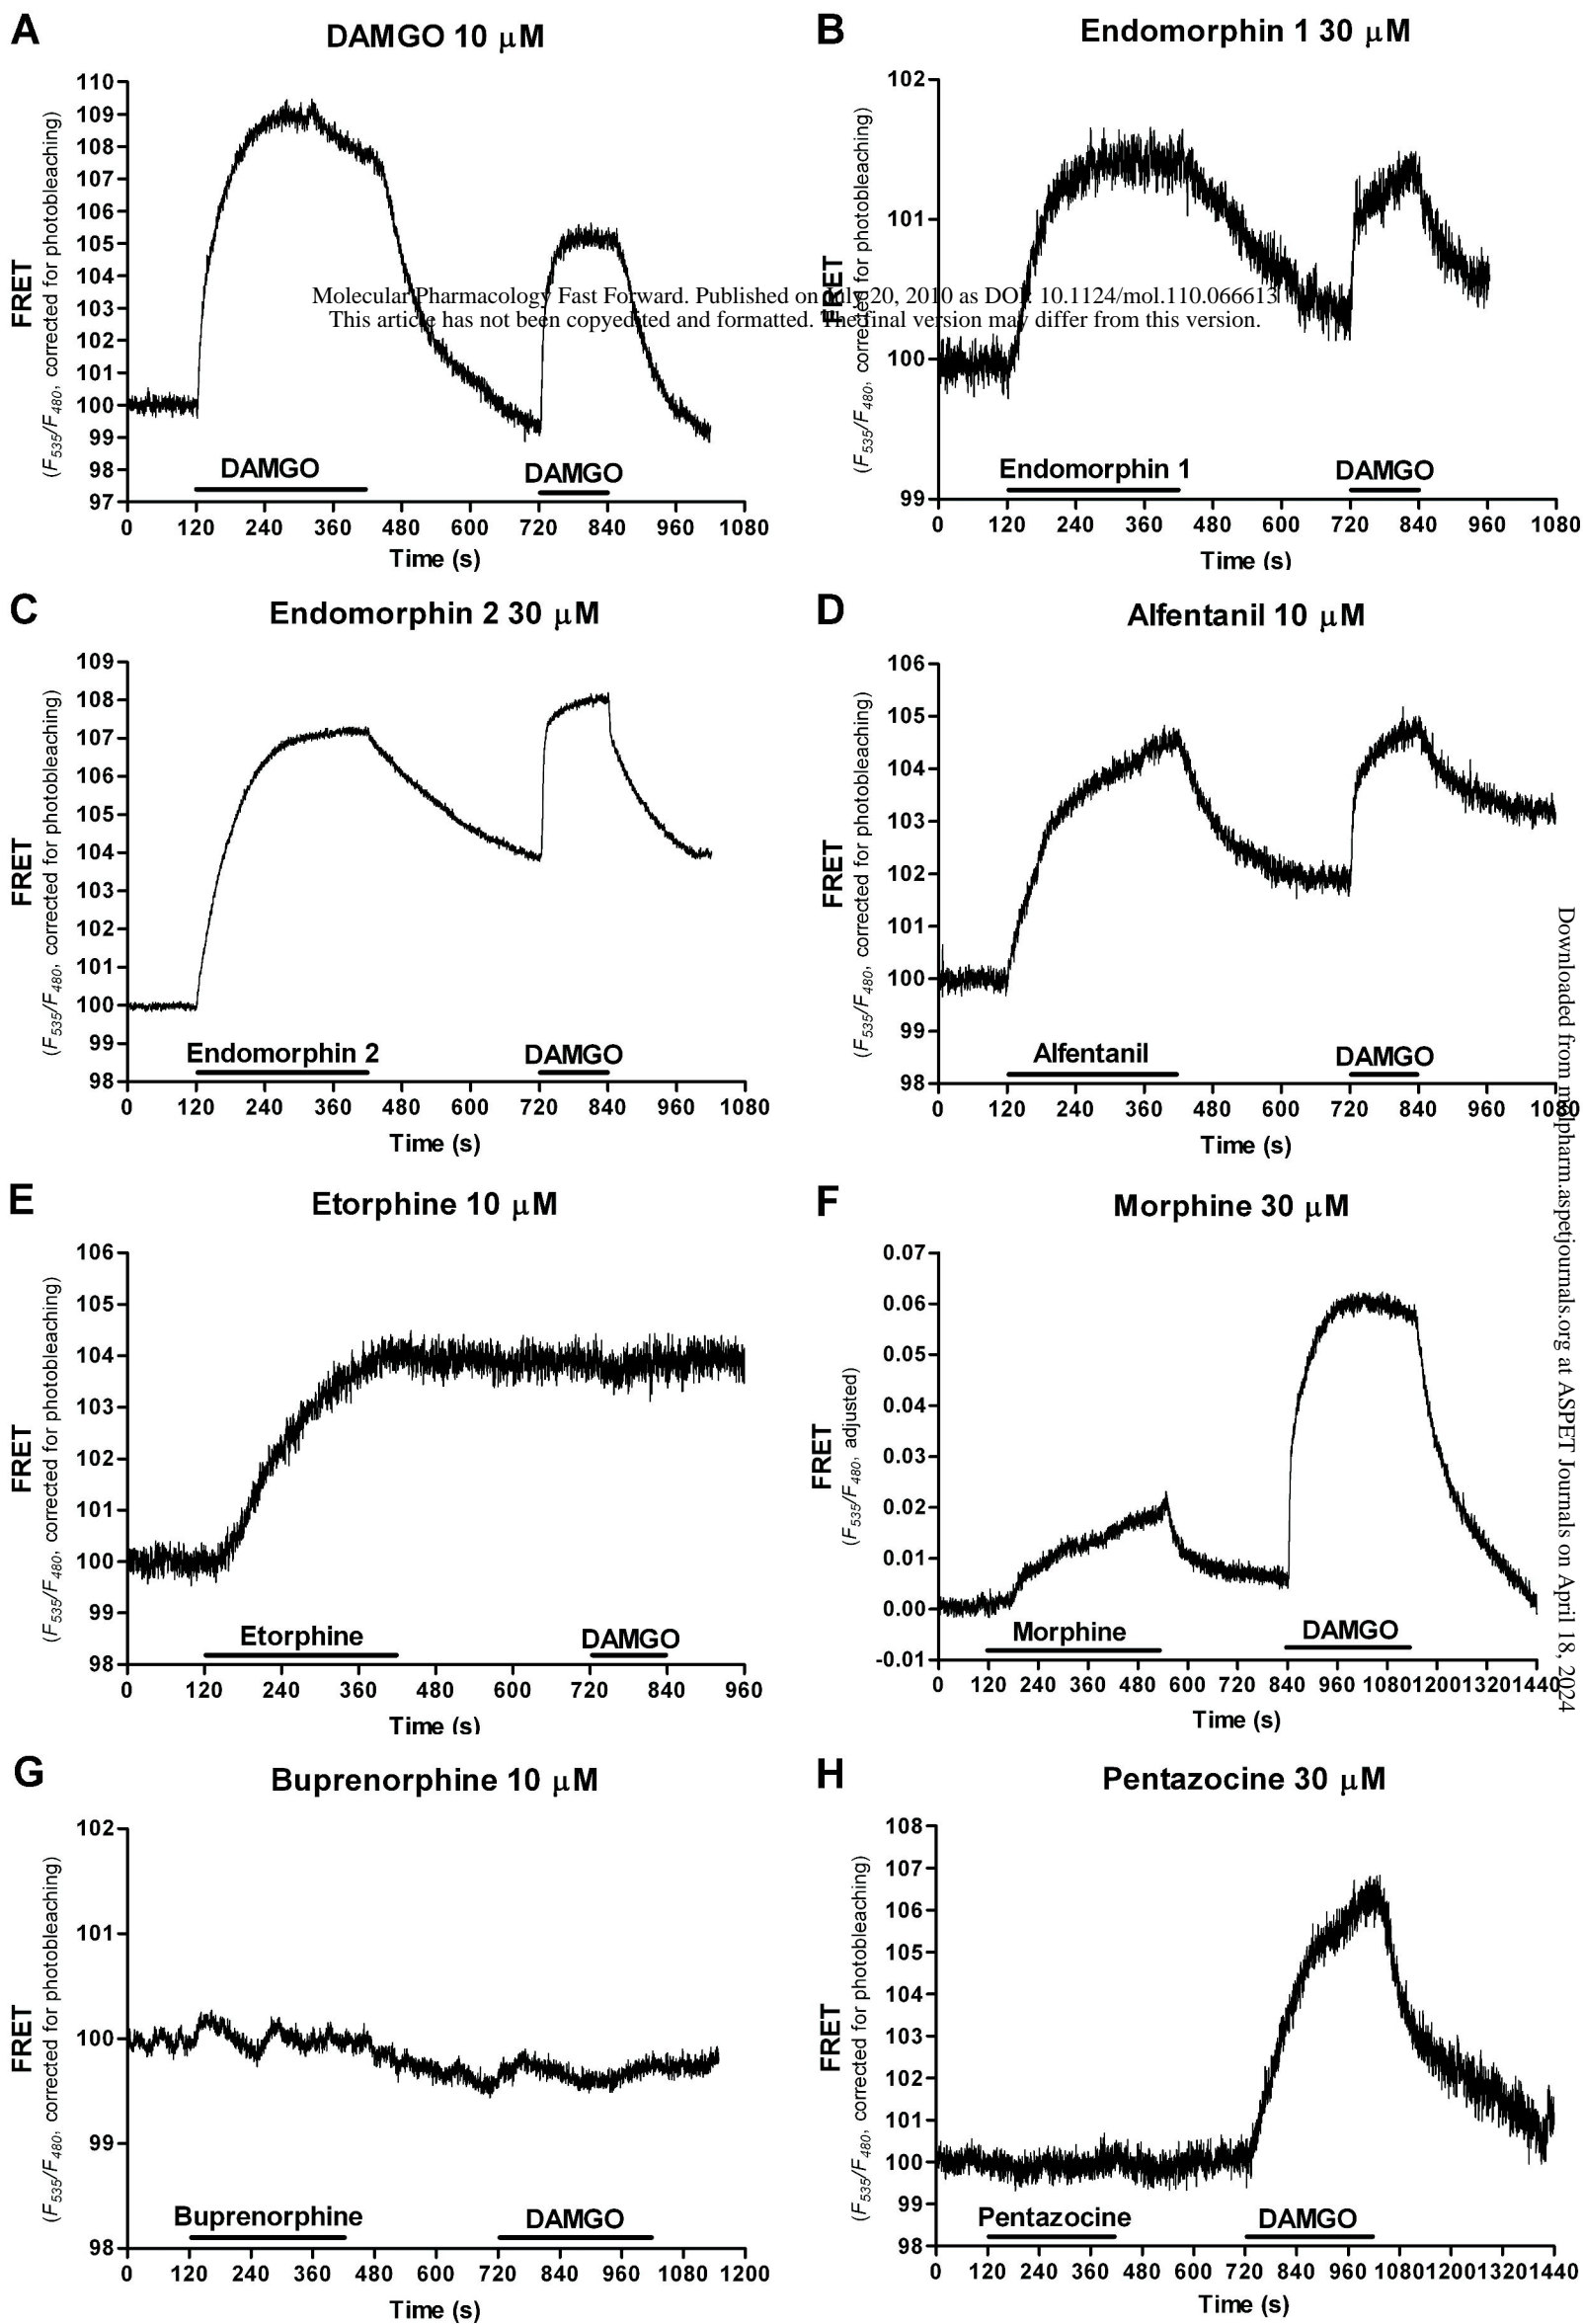 A
DAMGO 10 μM
FRET
(F535/F480, corrected for photobleaching)
110
109
108
107
106
105
104
103
102
101
100
99
98
97
DAMGO
DAMGO
0 120 240 360 480 600 720 840 960 1080
Time (s)
B
Endomorphin 1 30 μM
FRET
(F535/F480, corrected for photobleaching)
102
101
100
99
Endomorphin 1
DAMGO
0 120 240 360 480 600 720 840 960 1080
Time (s)
Molecular Pharmacology Fast Forward. Published on July 20, 2010 as DOI: 10.1124/mol.110.066613
This article has not been copyedited and formatted. The final version may differ from this version.
C
Endomorphin 2 30 μM
FRET
(F535/F480, corrected for photobleaching)
109
108
107
106
105
104
103
102
101
100
99
98
Endomorphin 2
DAMGO
0 120 240 360 480 600 720 840 960 1080
Time (s)
D
Alfentanil 10 μM
FRET
(F535/F480, corrected for photobleaching)
106
105
104
103
102
101
100
99
98
Alfentanil
DAMGO
0 120 240 360 480 600 720 840 960 1080
Time (s)
E
Etorphine 10 μM
FRET
(F535/F480, corrected for photobleaching)
106
105
104
103
102
101
100
99
98
Etorphine
DAMGO
0 120 240 360 480 600 720 840 960
Time (s)
F
Morphine 30 μM
FRET
(F535/F480, adjusted)
0.07
0.06
0.05
0.04
0.03
0.02
0.01
0.00
-0.01
Morphine
DAMGO
0 120 240 360 480 600 720 840 960 1080 1200 1320 1440
Time (s)
G
Buprenorphine 10 μM
FRET
(F535/F480, corrected for photobleaching)
102
101
100
99
98
Buprenorphine
DAMGO
0 120 240 360 480 600 720 840 960 1080 1200
Time (s)
H
Pentazocine 30 μM
FRET
(F535/F480, corrected for photobleaching)
108
107
106
105
104
103
102
101
100
99
98
Pentazocine
DAMGO
0 120 240 360 480 600 720 840 960 1080 1200 1320 1440
Time (s)
Downloaded from molpharm.aspetjournals.org at ASPET Journals on April 18, 2024